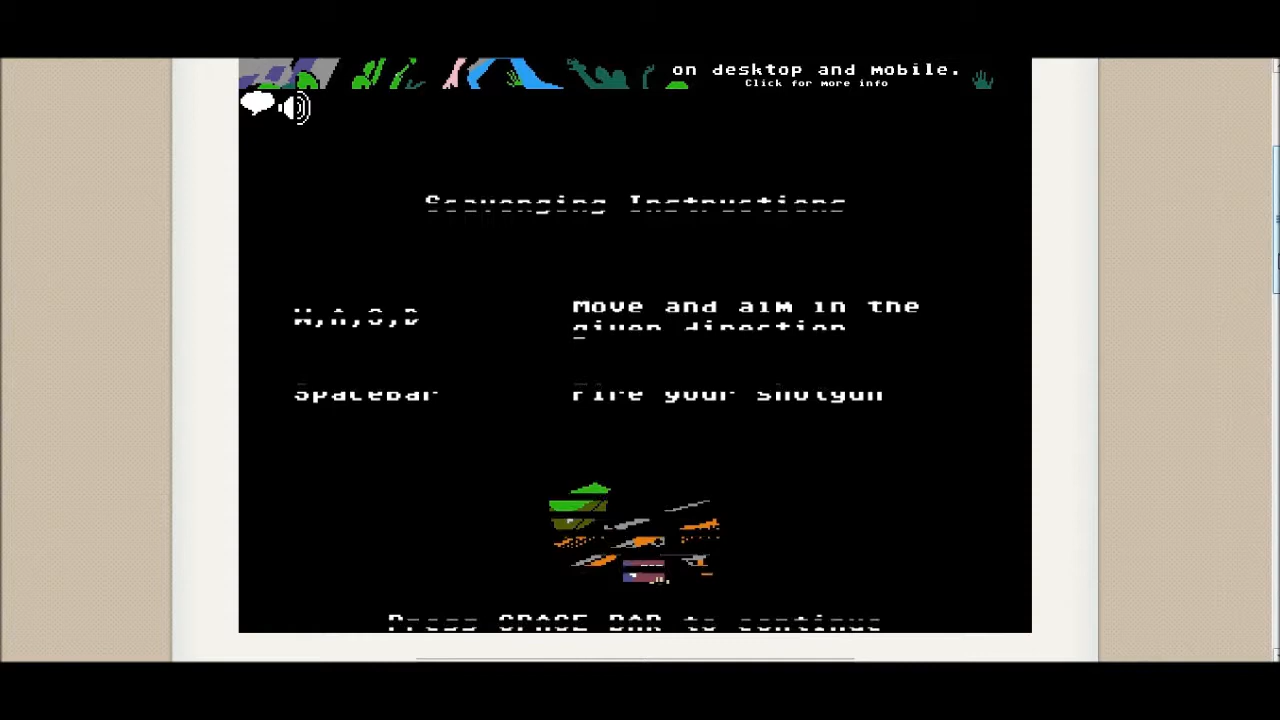 on desktop and mobile.
Click for more info
Scavenging Instructions
W,A,S,D
Move and aim in the
given direction
Spacebar
Fire your shotgun
Press SPACE BAR to continue